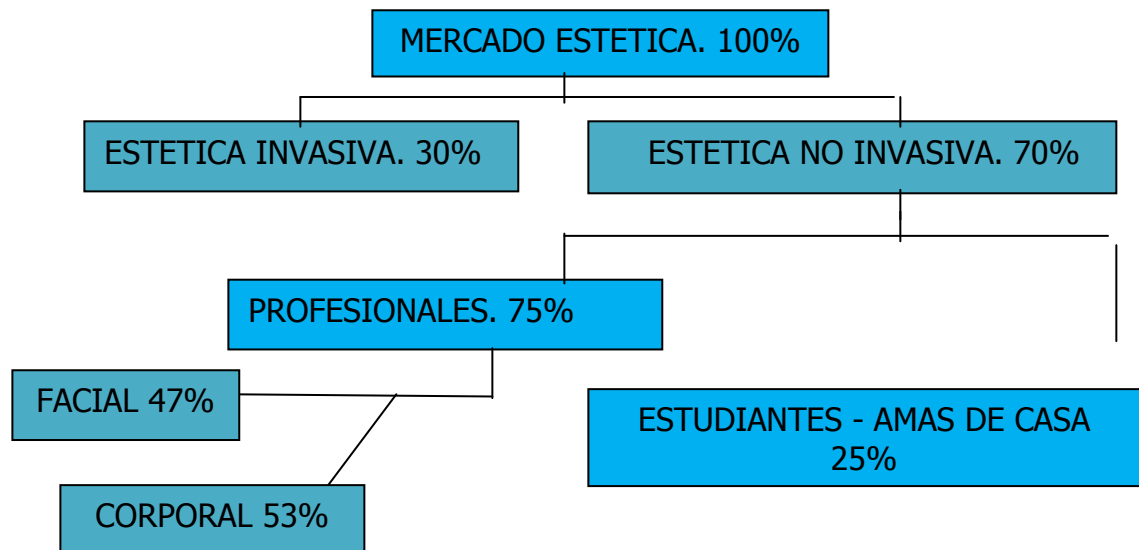 MERCADO ESTETICA. 100%
ESTETICA INVASIVA. 30%
ESTETICA NO INVASIVA. 70%
PROFESIONALES. 75%
FACIAL 47%
ESTUDIANTES - AMAS DE CASA
25%
CORPORAL 53%